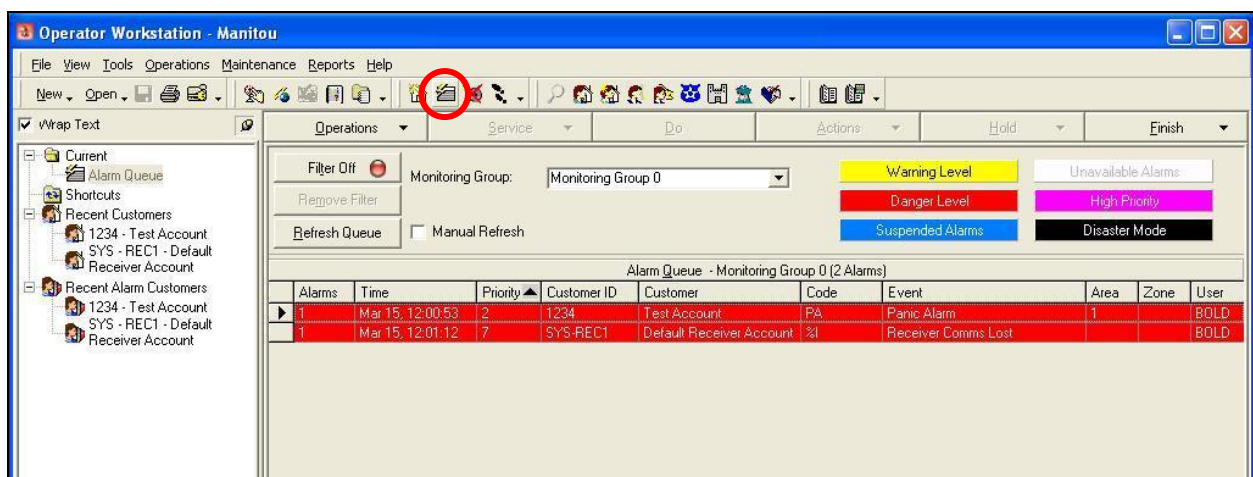 Operator Workstation - Manitou
File View Tools Operations Maintenance Reports Help
New Open
Wrap Text
Operations Service Do Actions Hold Finish
Current
Alarm Queue
Shortcuts
Recent Customers
1234 - Test Account
SYS - REC1 - Default
Receiver Account
Recent Alarm Customers
1234 - Test Account
SYS - REC1 - Default
Receiver Account
Filter Off Monitoring Group: Monitoring Group 0
Remove Filter
Refresh Queue Manual Refresh
Warning Level Unavailable Alarms
Danger Level High Priority
Suspended Alarms Disaster Mode
Alarm Queue - Monitoring Group 0 (2 Alarms)
Alarms Time Priority Customer ID Customer Code Event Area Zone User
1 Mar 15, 12:00:53 2 1234 Test Account PA Panic Alarm 1 BOLD
1 Mar 15, 12:01:12 7 SYS-REC1 Default Receiver Account %I Receiver Comms Lost BOLD